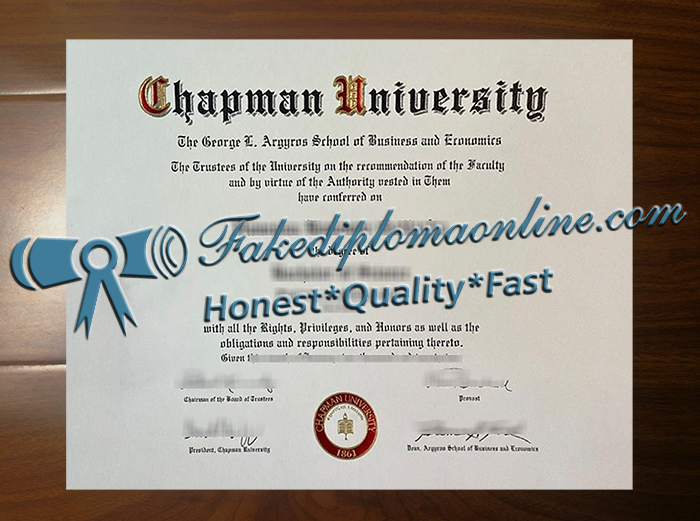 Chapman University
The George L. Argyros School of Business and Economics
The Trustees of the University on the recommendation of the Faculty
and by virtue of the Authority vested in Them
have conferred on
Fakediplomaonline.com
the degree of
Honest*Quality*Fast
with all the Rights, Privileges, and Honors as well as the
obligations and responsibilities pertaining thereto.
Given
Chairman of the Board of Trustees
Provost
CHAPMAN UNIVERSITY
1861
President, Chapman University
Dean, Argyros School of Business and Economics